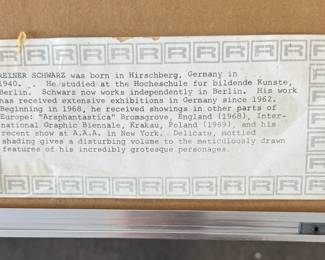 REINER SCHWARZ was born in Hirschberg, Germany in
1940. . He studied at the Hocheschule fur bildende Kunste,
Berlin. Schwarz now works independently in Berlin. His work
has received extensive exhibitions in Germany since 1962.
Beginning in 1968, he received showings in other parts of
Europe: "Arsphantastica" Bromsgrove, England (1968), Inter-
national Graphic Biennale, Krakau, Poland (1969), and his
recent show at A.A.A. in New York. Delicate, mottled
shading gives a disturbing volume to the meticulously drawn
features of his incredibly grotesque personages.